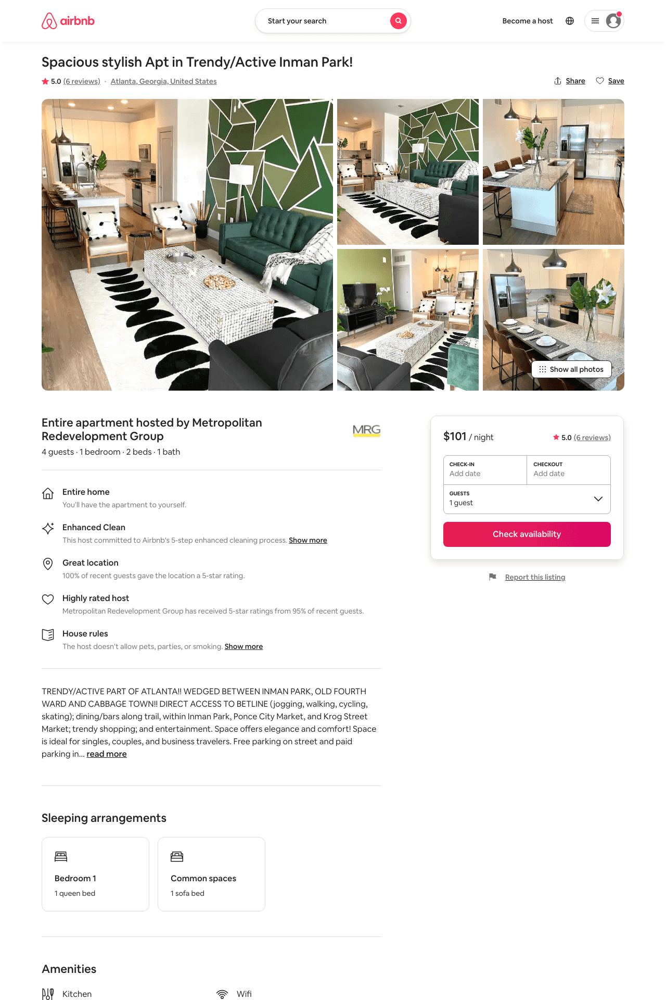 airbnb
Start your search
Become a host
Spacious stylish Apt in Trendy/Active Inman Park!
5.0 (6 reviews) · Atlanta, Georgia, United States
Share
Save
Show all photos
Entire apartment hosted by Metropolitan
Redevelopment Group
4 guests · 1 bedroom · 2 beds · 1 bath
MRG
Entire home
You’ll have the apartment to yourself.
Enhanced Clean
This host committed to Airbnb's 5-step enhanced cleaning process. Show more
Great location
100% of recent guests gave the location a 5-star rating.
Highly rated host
Metropolitan Redevelopment Group has received 5-star ratings from 95% of recent guests.
House rules
The host doesn’t allow pets, parties, or smoking. Show more
TRENDY/ACTIVE PART OF ATLANTA!! WEDGED BETWEEN INMAN PARK, OLD FOURTH
WARD AND CABBAGE TOWN!! DIRECT ACCESS TO BETLINE (jogging, walking, cycling,
skating); dining/bars along trail, within Inman Park, Ponce City Market, and Krog Street
Market; trendy shopping; and entertainment. Space offers elegance and comfort! Space
is ideal for singles, couples, and business travelers. Free parking on street and paid
parking in... read more
Sleeping arrangements
Bedroom 1
1 queen bed
Common spaces
1 sofa bed
Amenities
Kitchen
Wifi
$101 / night
5.0 (6 reviews)
CHECK-IN
Add date
CHECKOUT
Add date
GUESTS
1 guest
Check availability
Report this listing